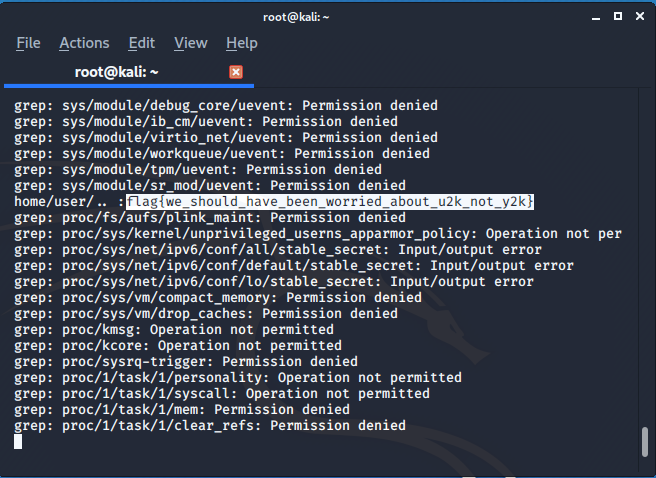 root@kali: ~
File Actions Edit View Help
root@kali: ~
grep: sys/module/debug_core/uevent: Permission denied
grep: sys/module/ib_cm/uevent: Permission denied
grep: sys/module/virtio_net/uevent: Permission denied
grep: sys/module/workqueue/uevent: Permission denied
grep: sys/module/tpm/uevent: Permission denied
grep: sys/module/sr_mod/uevent: Permission denied
home/user/.. :flag{we_should_have_been_worried_about_u2k_not_y2k}
grep: proc/fs/aufs/plink_maint: Permission denied
grep: proc/sys/kernel/unprivileged_userns_apparmor_policy: Operation not per
grep: proc/sys/net/ipv6/conf/all/stable_secret: Input/output error
grep: proc/sys/net/ipv6/conf/default/stable_secret: Input/output error
grep: proc/sys/net/ipv6/conf/lo/stable_secret: Input/output error
grep: proc/sys/vm/compact_memory: Permission denied
grep: proc/sys/vm/drop_caches: Permission denied
grep: proc/kmsg: Operation not permitted
grep: proc/kcore: Operation not permitted
grep: proc/sysrq-trigger: Permission denied
grep: proc/1/task/1/personality: Operation not permitted
grep: proc/1/task/1/syscall: Operation not permitted
grep: proc/1/task/1/mem: Permission denied
grep: proc/1/task/1/clear_refs: Permission denied